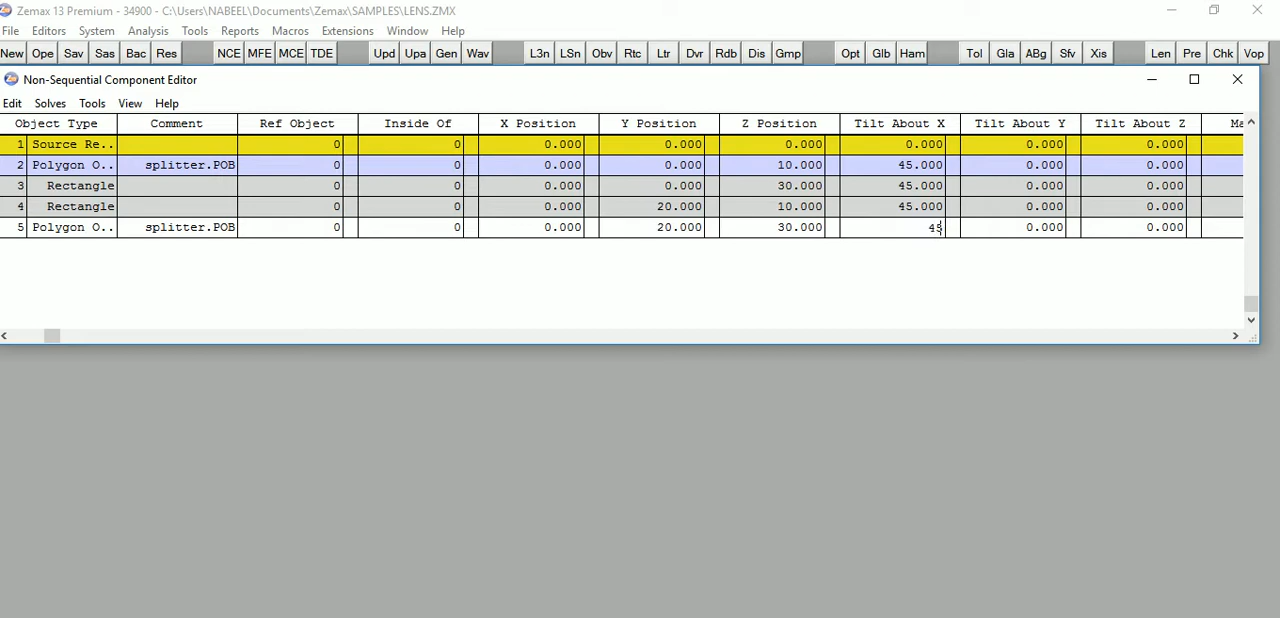 Zemax 13 Premium - 34900 - C:\Users\NABEEL\Documents\Zemax\SAMPLES\LENS.ZMX
File Editors System Analysis Tools Reports Macros Extensions Window Help
New Ope Sav Sas Bac Res NCE MFE MCE TDE Upd Upa Gen Wav L3n LSn Obv Rtc Ltr Dvr Rdb Dis Gmp Opt Glb Ham Tol Gla ABg Sfv Xis Len Pre Chk Vop
Non-Sequential Component Editor
Edit Solves Tools View Help
Object Type Comment Ref Object Inside Of X Position Y Position Z Position Tilt About X Tilt About Y Tilt About Z Ma
1 Source Re.. 0 0 0.000 0.000 0.000 0.000 0.000 0.000
2 Polygon O.. splitter.POB 0 0 0.000 0.000 10.000 45.000 0.000 0.000
3 Rectangle 0 0 0.000 0.000 30.000 45.000 0.000 0.000
4 Rectangle 0 0 0.000 20.000 10.000 45.000 0.000 0.000
5 Polygon O.. splitter.POB 0 0 0.000 20.000 30.000 45 0.000 0.000